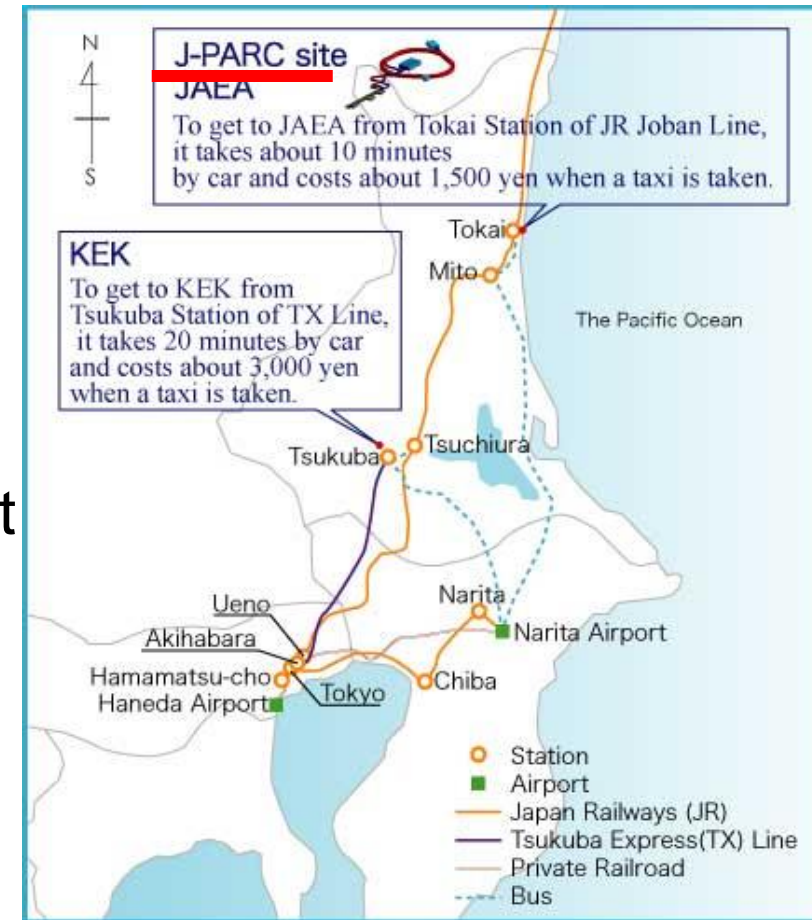 N
S
J-PARC site
JAEA
To get to JAEA from Tokai Station of JR Joban Line,
it takes about 10 minutes
by car and costs about 1,500 yen when a taxi is taken.
Tokai
KEK
To get to KEK from
Tsukuba Station of TX Line,
it takes 20 minutes by car
and costs about 3,000 yen
when a taxi is taken.
Mito
The Pacific Ocean
Tsukuba
Tsuchiura
t
Ueno
Akihabara
Hamamatsu-cho
Haneda Airport
Tokyo
Narita
Narita Airport
Chiba
Station
Airport
Japan Railways (JR)
Tsukuba Express(TX) Line
Private Railroad
Bus